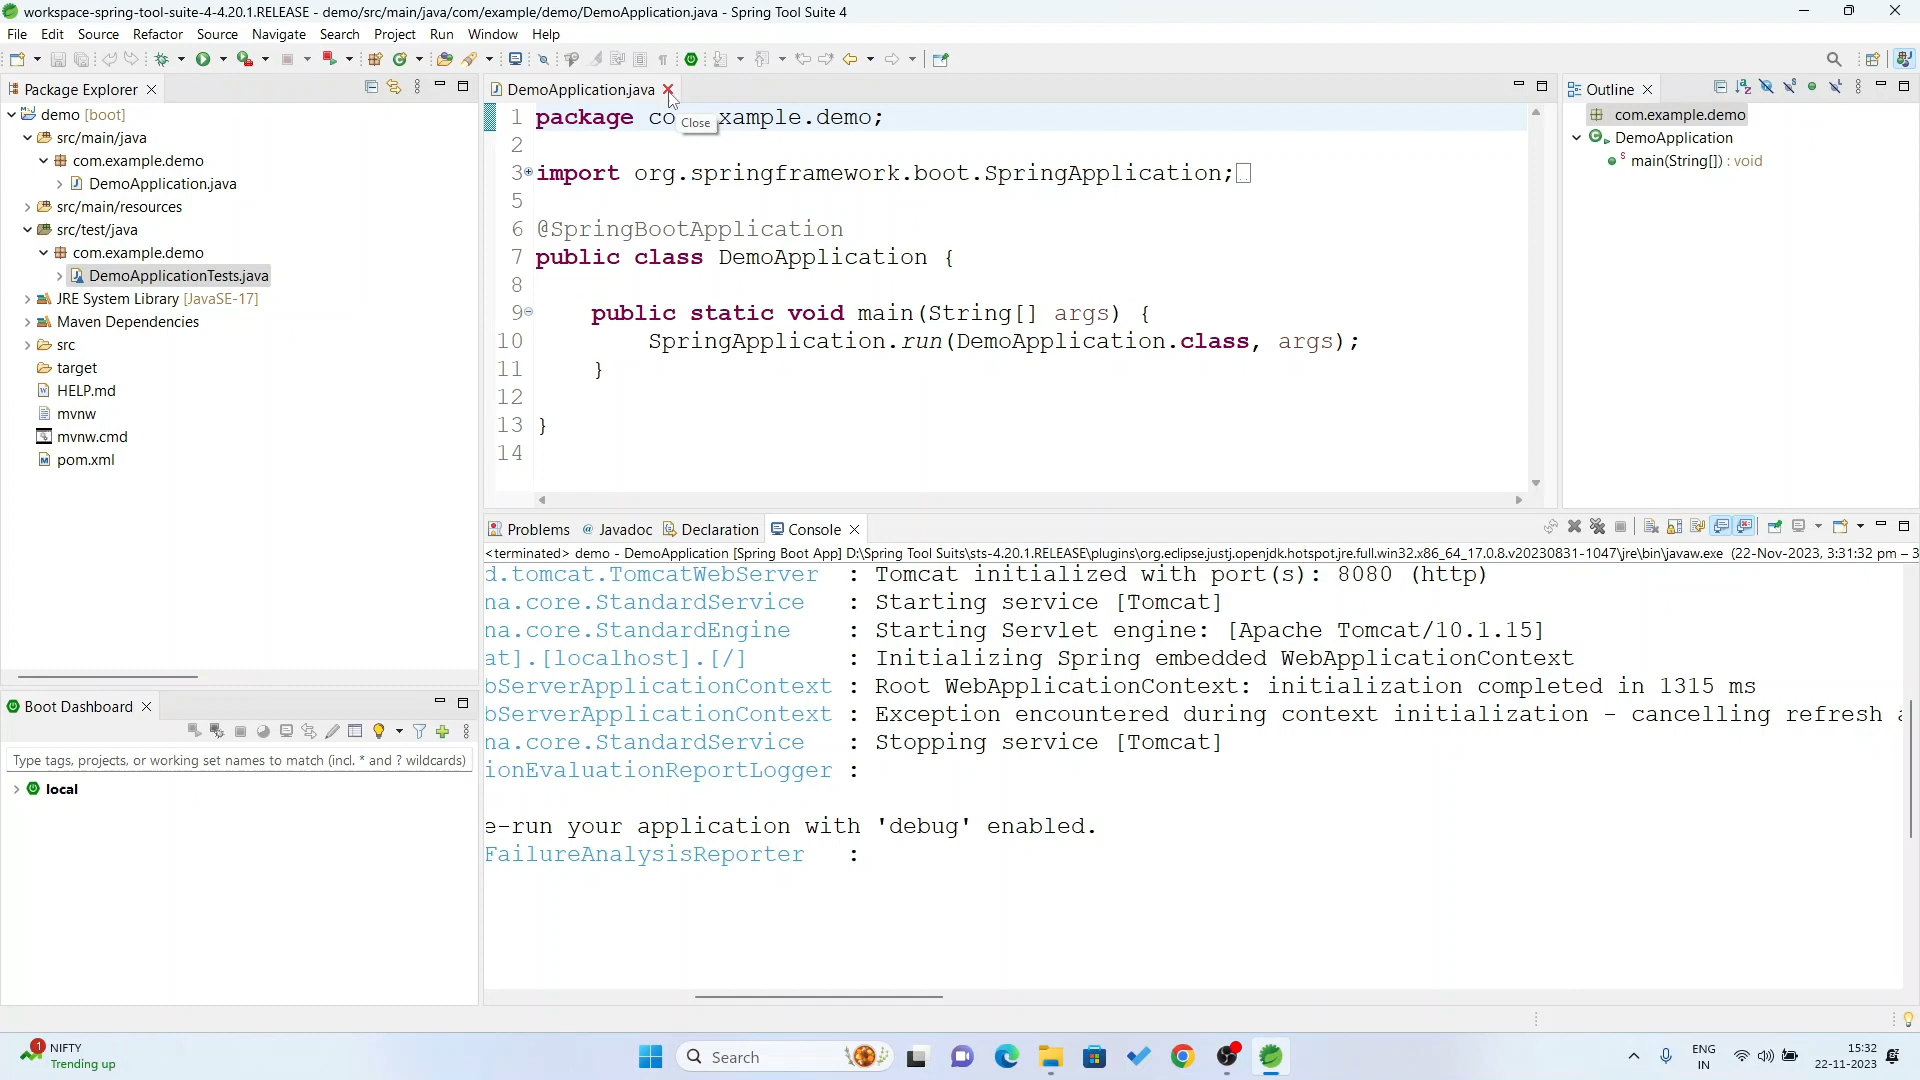 workspace-spring-tool-suite-4-4.20.1.RELEASE - demo/src/main/java/com/example/demo/DemoApplication.java - Spring Tool Suite 4
File Edit Source Refactor Source Navigate Search Project Run Window Help
Package Explorer
demo [boot]
src/main/java
com.example.demo
DemoApplication.java
src/main/resources
src/test/java
com.example.demo
DemoApplicationTests.java
JRE System Library [JavaSE-17]
Maven Dependencies
src
target
HELP.md
mvnw
mvnw.cmd
pom.xml
Boot Dashboard
Type tags, projects, or working set names to match (incl. * and ? wildcards)
local
DemoApplication.java
Close
1 package co xample.demo;
2
3 import org.springframework.boot.SpringApplication;
5
6 @SpringBootApplication
7 public class DemoApplication {
8
9 public static void main(String[] args) {
10 SpringApplication.run(DemoApplication.class, args);
11 }
12
13 }
14
Outline
com.example.demo
DemoApplication
main(String[]) : void
Problems @ Javadoc Declaration Console
<terminated> demo - DemoApplication [Spring Boot App] D:\Spring Tool Suits\sts-4.20.1.RELEASE\plugins\org.eclipse.justj.openjdk.hotspot.jre.full.win32.x86_64_17.0.8.v20230831-1047\jre\bin\javaw.exe (22-Nov-2023, 3:31:32 pm – 3
d.tomcat.TomcatWebServer : Tomcat initialized with port(s): 8080 (http)
na.core.StandardService : Starting service [Tomcat]
na.core.StandardEngine : Starting Servlet engine: [Apache Tomcat/10.1.15]
at].[localhost].[/] : Initializing Spring embedded WebApplicationContext
bServerApplicationContext : Root WebApplicationContext: initialization completed in 1315 ms
bServerApplicationContext : Exception encountered during context initialization - cancelling refresh
na.core.StandardService : Stopping service [Tomcat]
ionEvaluationReportLogger :
e-run your application with 'debug' enabled.
FailureAnalysisReporter :
1
NIFTY
Trending up
Search
ENG
IN
15:32
22-11-2023